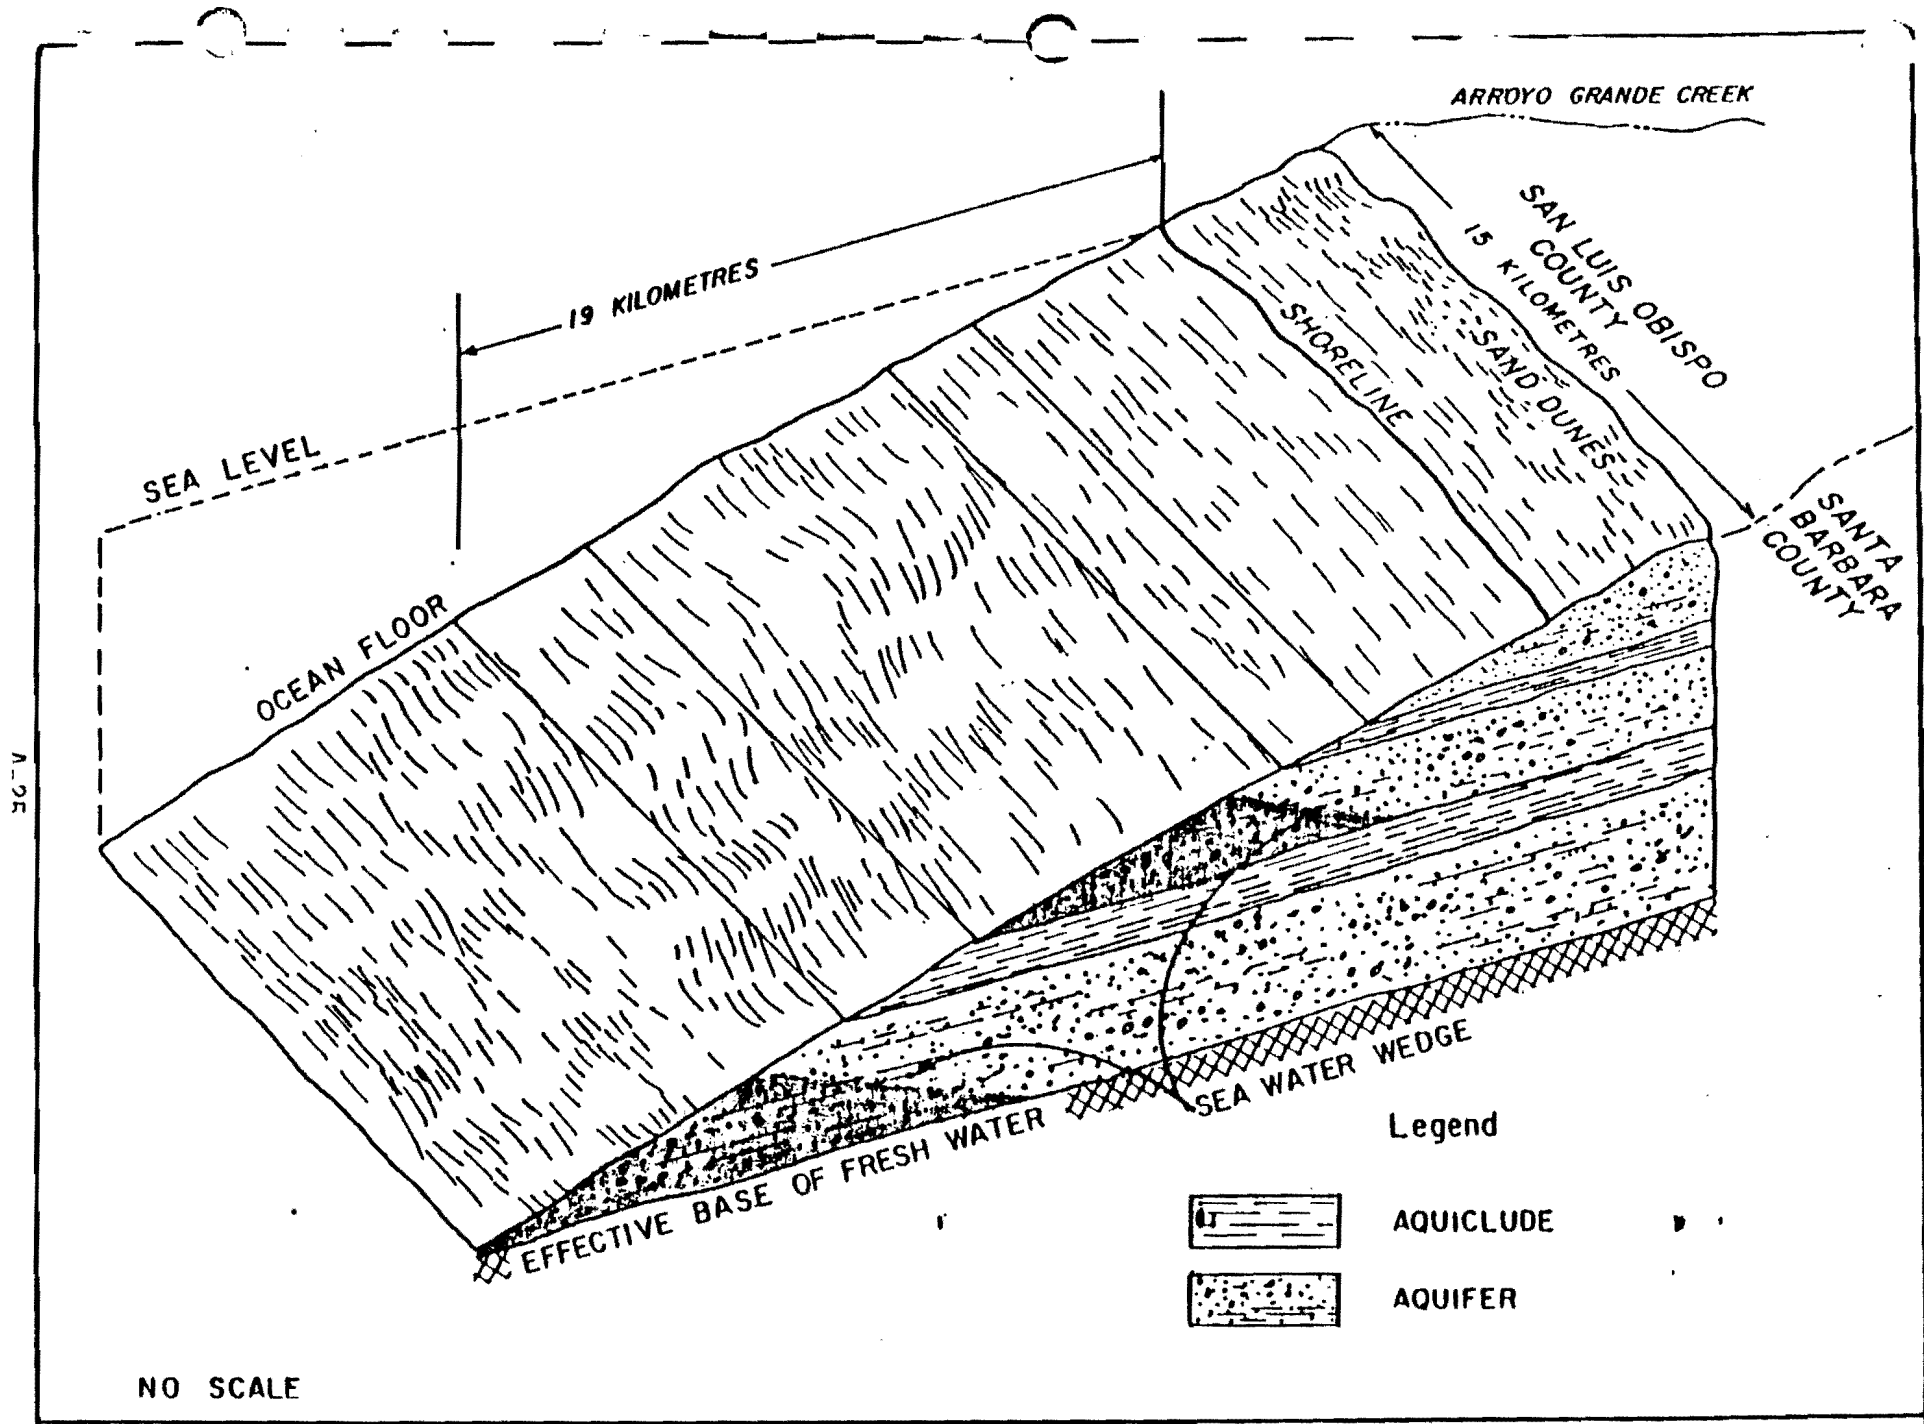 ARROYO GRANDE CREEK
SAN LUIS OBISPO
COUNTY
15 KILOMETRES
19 KILOMETRES
SHORELINE
SAND DUNES
SEA LEVEL
SANTA
BARBARA
COUNTY
OCEAN FLOOR
A-25
SEA WATER WEDGE
EFFECTIVE BASE OF FRESH WATER
Legend
AQUICLUDE
AQUIFER
NO SCALE